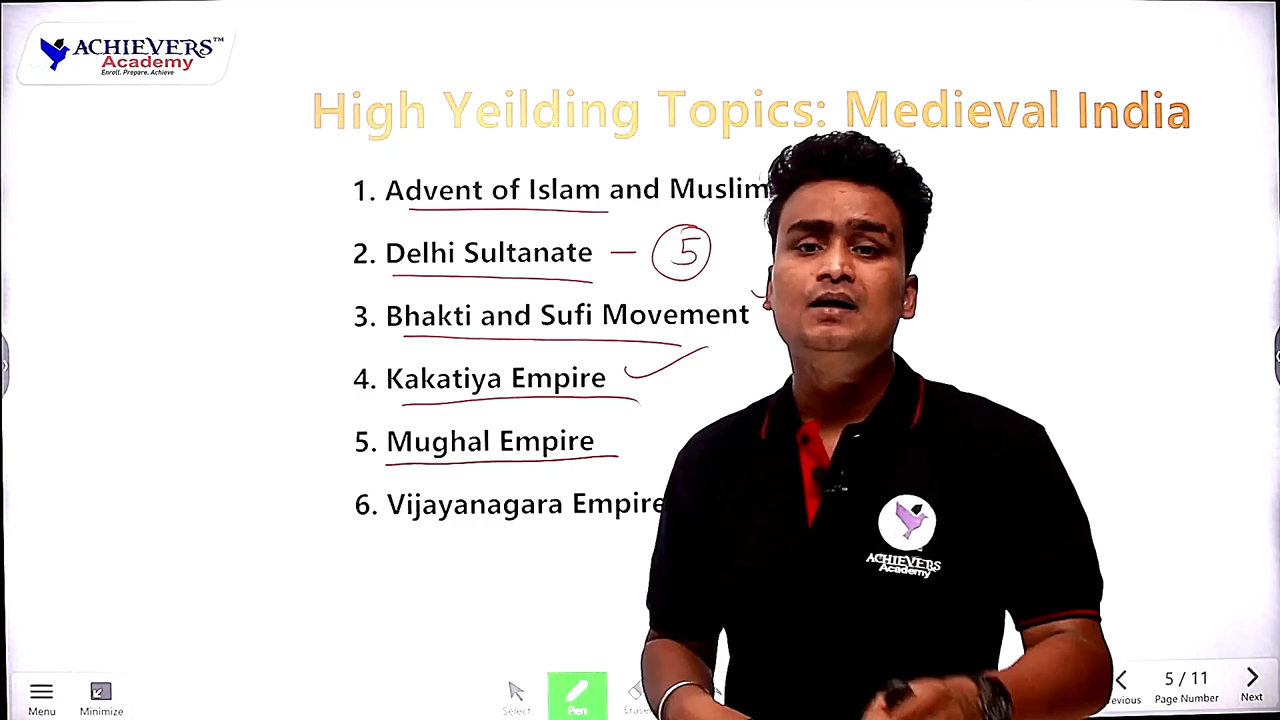 ACHIEVERS™
Academy
Enroll. Prepare. Achieve
High Yeilding Topics: Medieval India
1. Advent of Islam and Muslim
2. Delhi Sultanate — 5
3. Bhakti and Sufi Movement
4. Kakatiya Empire
5. Mughal Empire
6. Vijayanagara Empire
ACHIEVERS
Academy
Menu
Minimize
Select
Pen
5 / 11
Page Number
Next